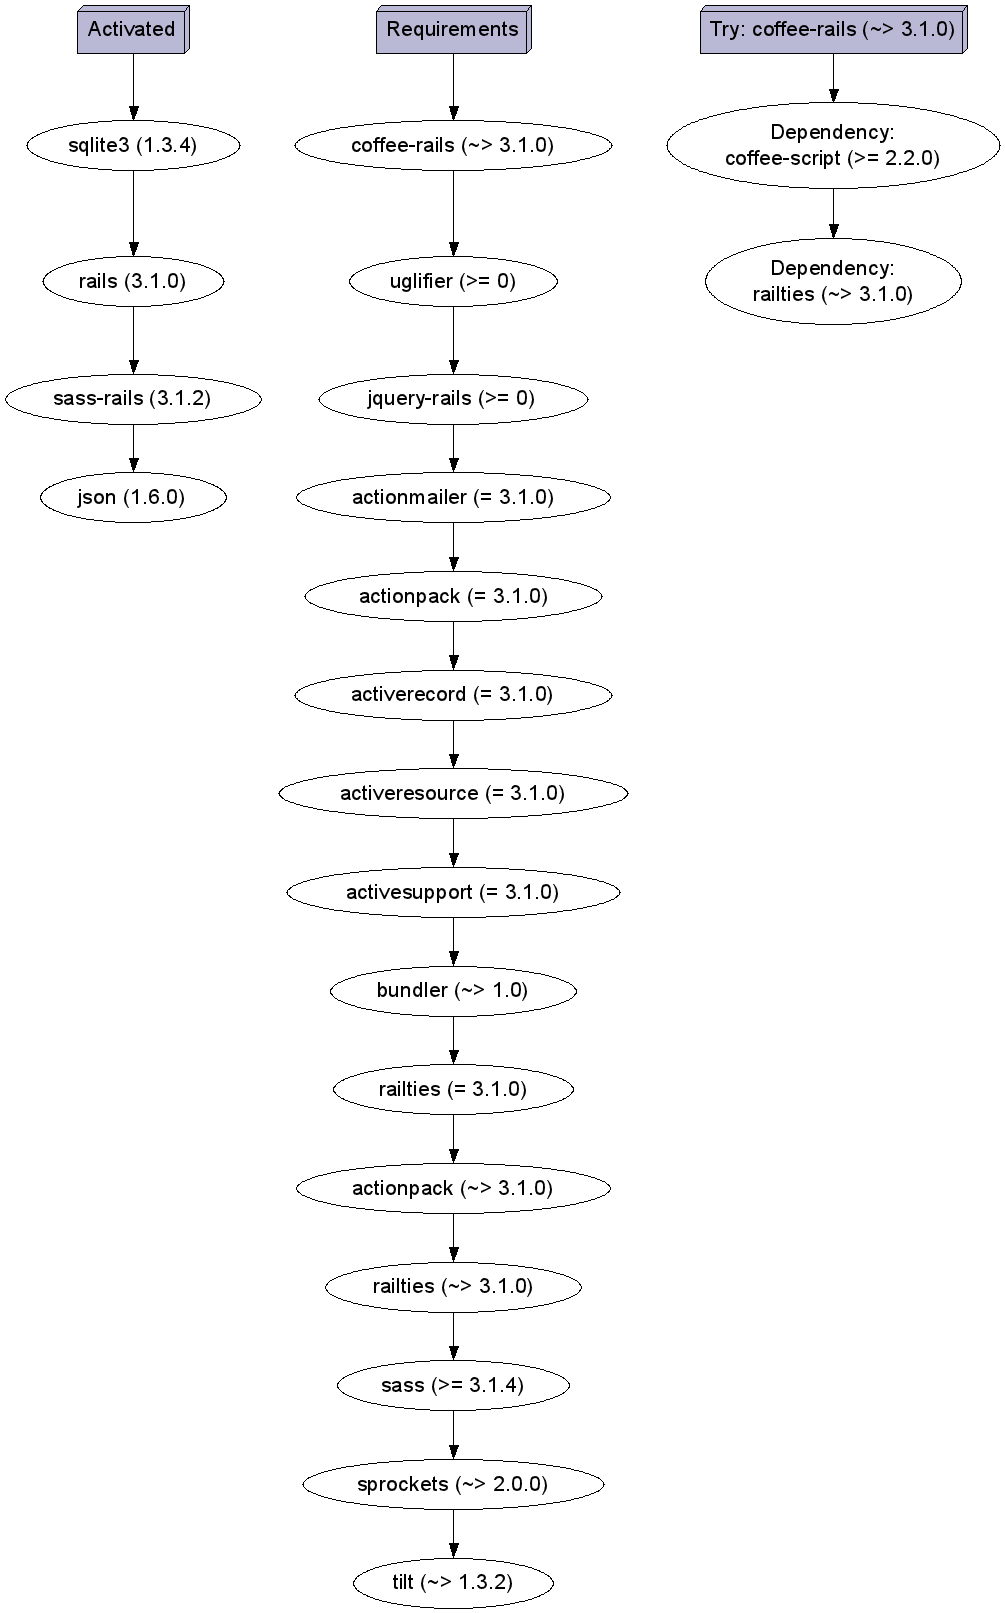 Activated
sqlite3 (1.3.4)
rails (3.1.0)
sass-rails (3.1.2)
json (1.6.0)
Requirements
coffee-rails (~> 3.1.0)
uglifier (>= 0)
jquery-rails (>= 0)
actionmailer (= 3.1.0)
actionpack (= 3.1.0)
activerecord (= 3.1.0)
activeresource (= 3.1.0)
activesupport (= 3.1.0)
bundler (~> 1.0)
railties (= 3.1.0)
actionpack (~> 3.1.0)
railties (~> 3.1.0)
sass (>= 3.1.4)
sprockets (~> 2.0.0)
tilt (~> 1.3.2)
Try: coffee-rails (~> 3.1.0)
Dependency:
coffee-script (>= 2.2.0)
Dependency:
railties (~> 3.1.0)